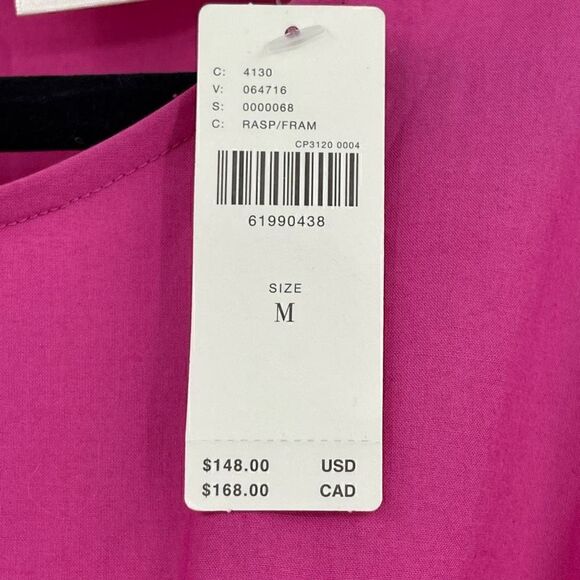 C: 4130
V: 064716
S: 0000068
C: RASP/FRAM
CP3120 0004
61990438
SIZE
M
$148.00 USD
$168.00 CAD